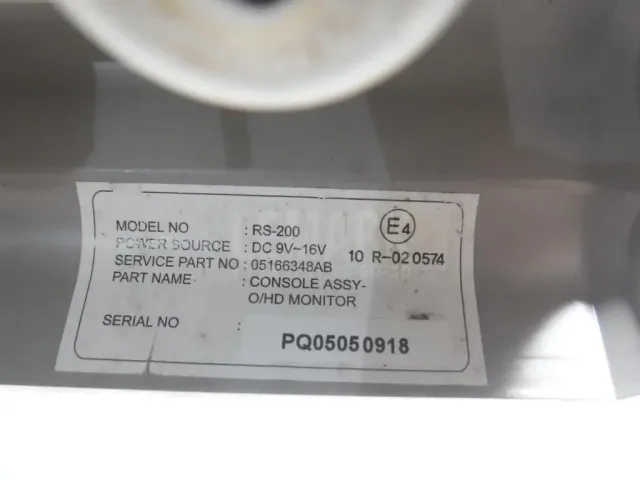 MODEL NO : RS-200
POWER SOURCE : DC 9V~16V
SERVICE PART NO : 05166348AB
PART NAME : CONSOLE ASSY-
O/HD MONITOR
SERIAL NO : PQ05050918
E4
10 R-02 0574